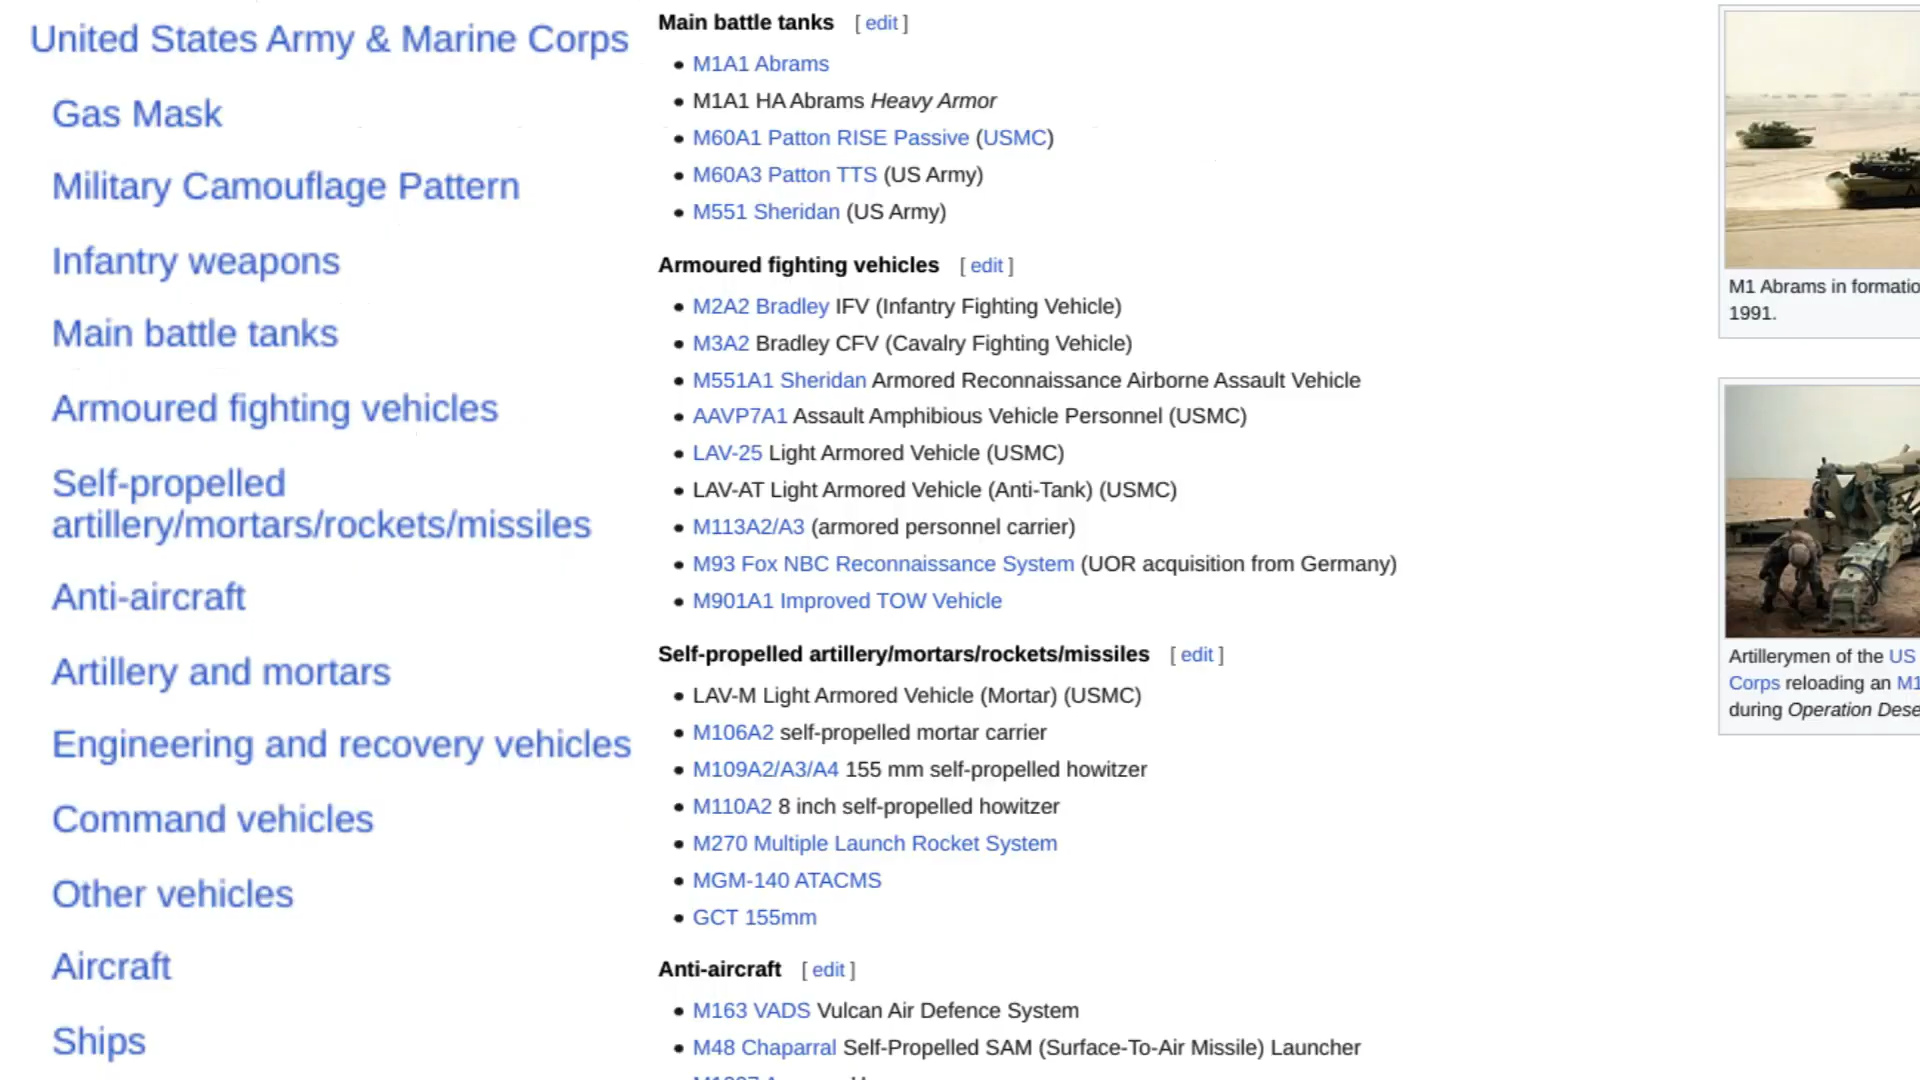 United States Army & Marine Corps
Gas Mask
Military Camouflage Pattern
Infantry weapons
Main battle tanks
Armoured fighting vehicles
Self-propelled
artillery/mortars/rockets/missiles
Anti-aircraft
Artillery and mortars
Engineering and recovery vehicles
Command vehicles
Other vehicles
Aircraft
Ships
Main battle tanks [ edit ]
• M1A1 Abrams
• M1A1 HA Abrams Heavy Armor
• M60A1 Patton RISE Passive (USMC)
• M60A3 Patton TTS (US Army)
• M551 Sheridan (US Army)
Armoured fighting vehicles [ edit ]
• M2A2 Bradley IFV (Infantry Fighting Vehicle)
• M3A2 Bradley CFV (Cavalry Fighting Vehicle)
• M551A1 Sheridan Armored Reconnaissance Airborne Assault Vehicle
• AAVP7A1 Assault Amphibious Vehicle Personnel (USMC)
• LAV-25 Light Armored Vehicle (USMC)
• LAV-AT Light Armored Vehicle (Anti-Tank) (USMC)
• M113A2/A3 (armored personnel carrier)
• M93 Fox NBC Reconnaissance System (UOR acquisition from Germany)
• M901A1 Improved TOW Vehicle
Self-propelled artillery/mortars/rockets/missiles [ edit ]
• LAV-M Light Armored Vehicle (Mortar) (USMC)
• M106A2 self-propelled mortar carrier
• M109A2/A3/A4 155 mm self-propelled howitzer
• M110A2 8 inch self-propelled howitzer
• M270 Multiple Launch Rocket System
• MGM-140 ATACMS
• GCT 155mm
Anti-aircraft [ edit ]
• M163 VADS Vulcan Air Defence System
• M48 Chaparral Self-Propelled SAM (Surface-To-Air Missile) Launcher
M1 Abrams in formatio
1991.
Artillerymen of the US
Corps reloading an M1
during Operation Dese